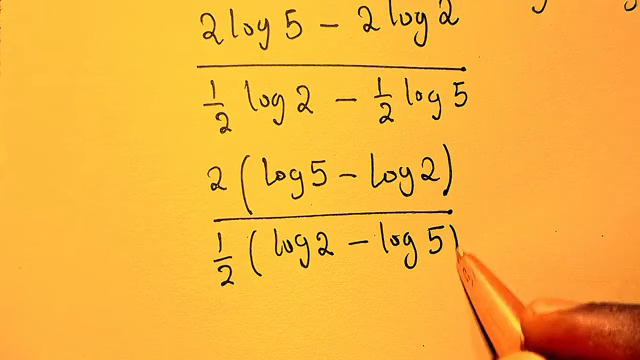 2 log 5 - 2 log 2
1/2 log 2 - 1/2 log 5
2 (log 5 - log 2)
1/2 (log 2 - log 5)